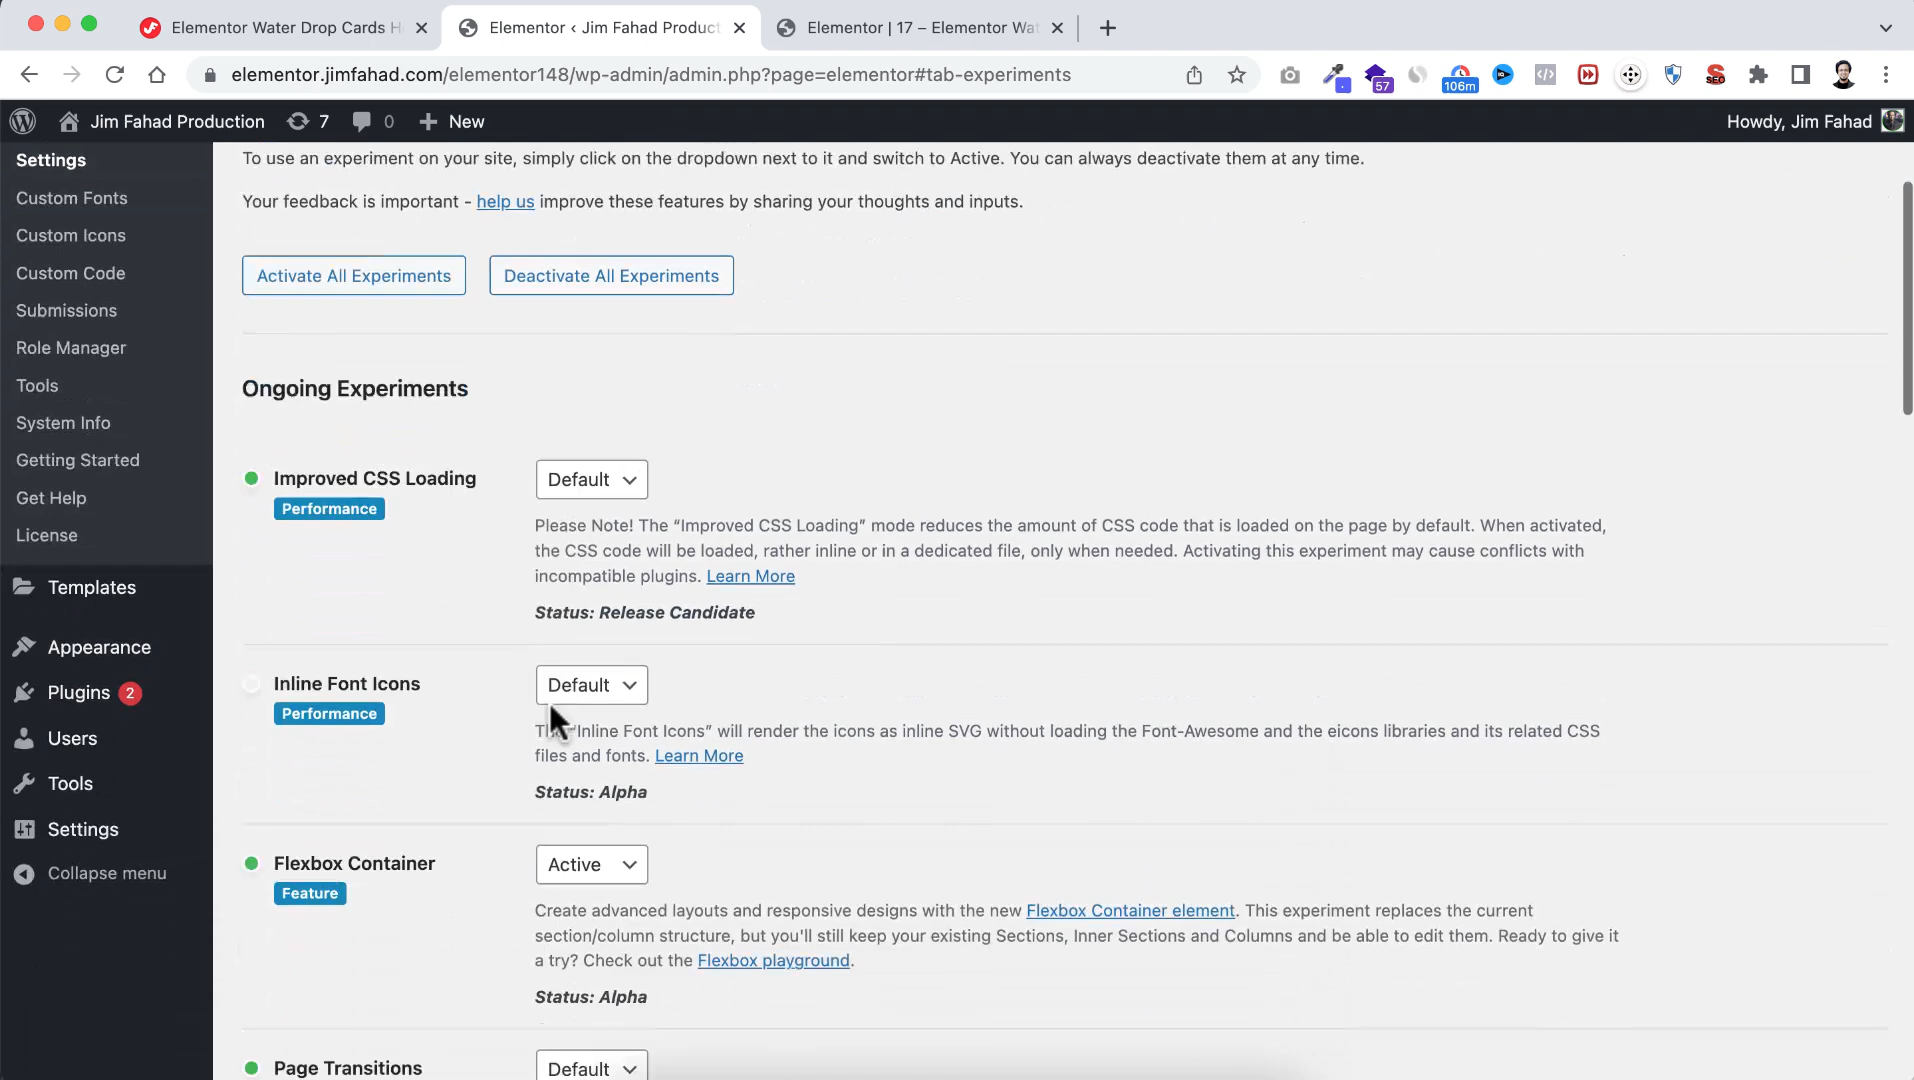 Elementor Water Drop Cards H
Elementor ‹ Jim Fahad Product
Elementor | 17 – Elementor Wat
elementor.jimfahad.com/elementor148/wp-admin/admin.php?page=elementor#tab-experiments
57
106m
SEO
Jim Fahad Production
7
0
New
Howdy, Jim Fahad
Settings
Custom Fonts
Custom Icons
Custom Code
Submissions
Role Manager
Tools
System Info
Getting Started
Get Help
License
Templates
Appearance
Plugins 2
Users
Tools
Settings
Collapse menu
To use an experiment on your site, simply click on the dropdown next to it and switch to Active. You can always deactivate them at any time.
Your feedback is important - help us improve these features by sharing your thoughts and inputs.
Activate All Experiments
Deactivate All Experiments
Ongoing Experiments
Improved CSS Loading
Performance
Default
Please Note! The “Improved CSS Loading” mode reduces the amount of CSS code that is loaded on the page by default. When activated,
the CSS code will be loaded, rather inline or in a dedicated file, only when needed. Activating this experiment may cause conflicts with
incompatible plugins. Learn More
Status: Release Candidate
Inline Font Icons
Performance
Default
“Inline Font Icons” will render the icons as inline SVG without loading the Font-Awesome and the eicons libraries and its related CSS
files and fonts. Learn More
Status: Alpha
Flexbox Container
Feature
Active
Create advanced layouts and responsive designs with the new Flexbox Container element. This experiment replaces the current
section/column structure, but you'll still keep your existing Sections, Inner Sections and Columns and be able to edit them. Ready to give it
a try? Check out the Flexbox playground.
Status: Alpha
Page Transitions
Default